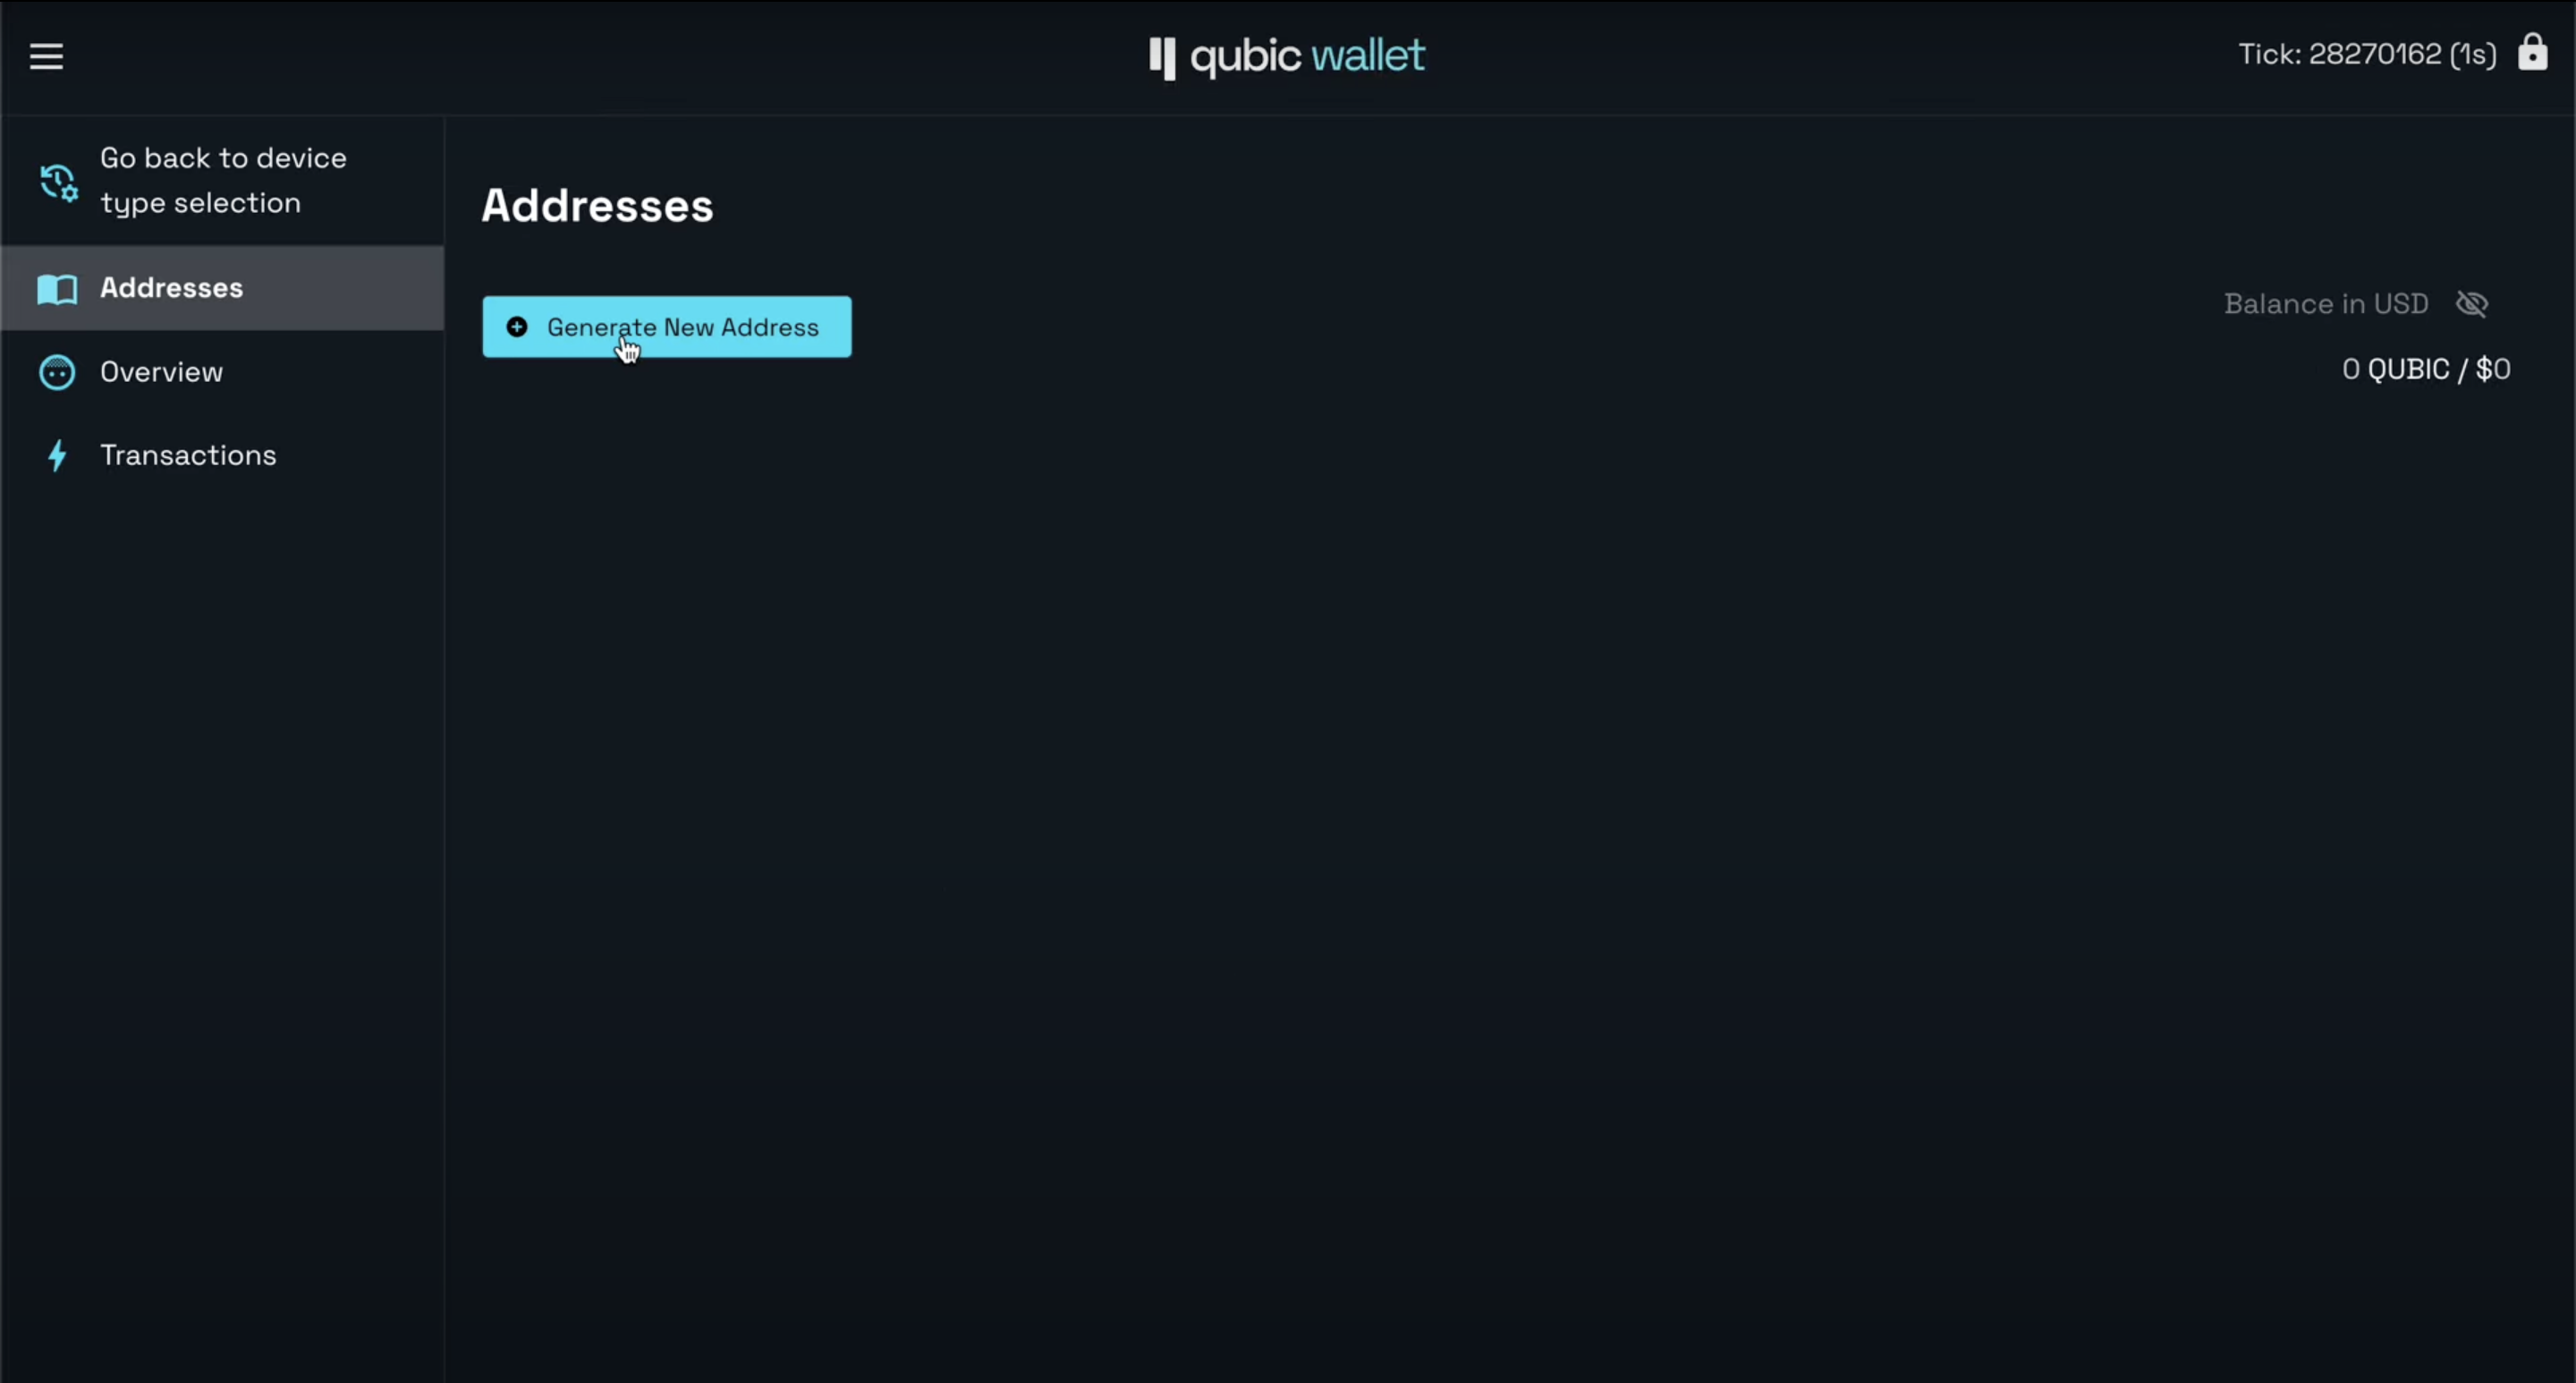 qubic wallet
Tick: 28270162 (1s)
Go back to device
type selection
Addresses
Overview
Transactions
Addresses
Generate New Address
Balance in USD
0 QUBIC / $0